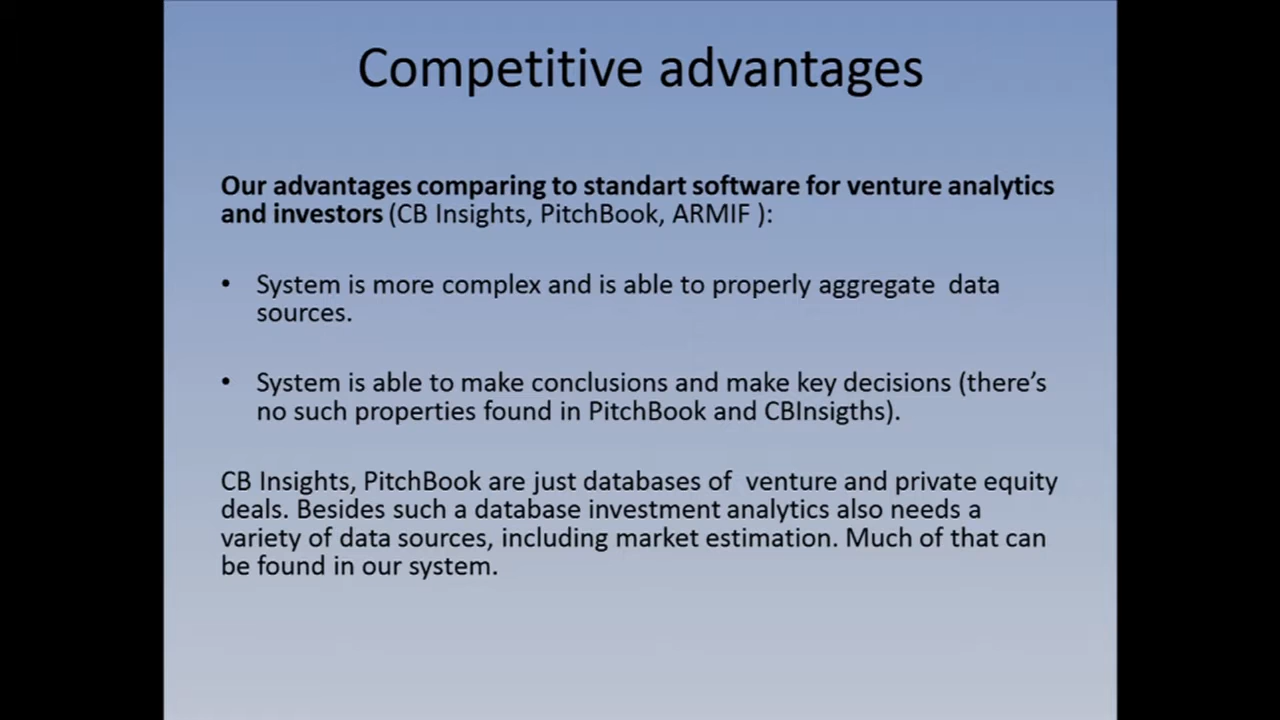 Competitive advantages
Our advantages comparing to standart software for venture analytics
and investors (CB Insights, PitchBook, ARMIF ):
• System is more complex and is able to properly aggregate  data
sources.
• System is able to make conclusions and make key decisions (there's
no such properties found in PitchBook and CBInsigths).
CB Insights, PitchBook are just databases of  venture and private equity
deals. Besides such a database investment analytics also needs a
variety of data sources, including market estimation. Much of that can
be found in our system.